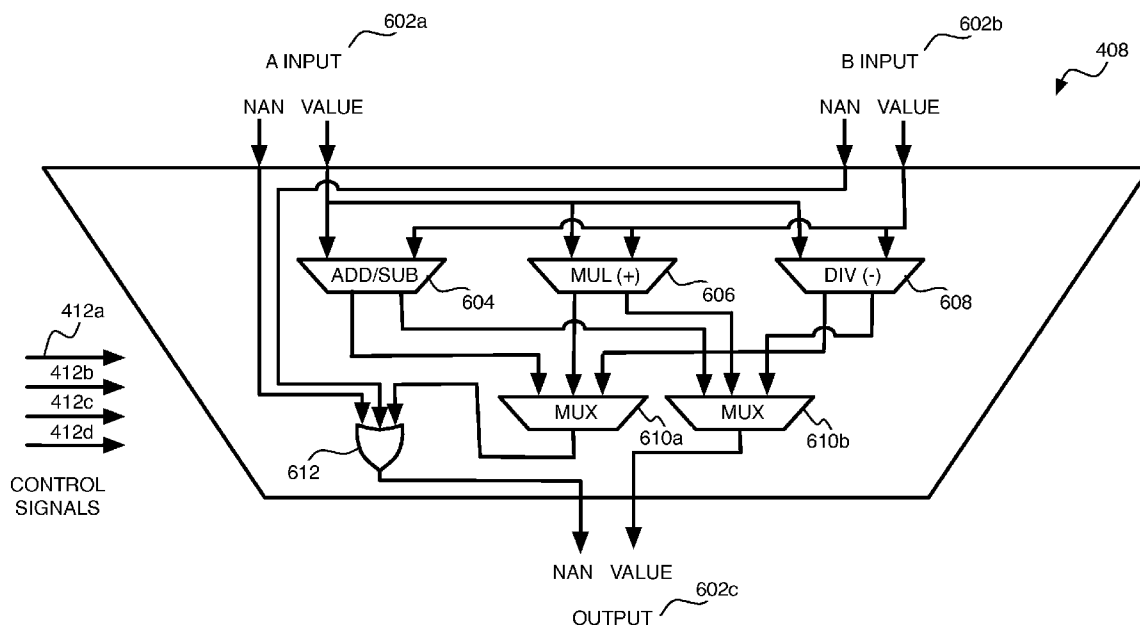 602a
602b
A INPUT
B INPUT
408
NAN VALUE
NAN VALUE
ADD/SUB
MUL (+)
DIV (-)
604
606
608
412a
412b
412c
412d
MUX
MUX
610a
610b
612
CONTROL
SIGNALS
NAN VALUE
602c
OUTPUT